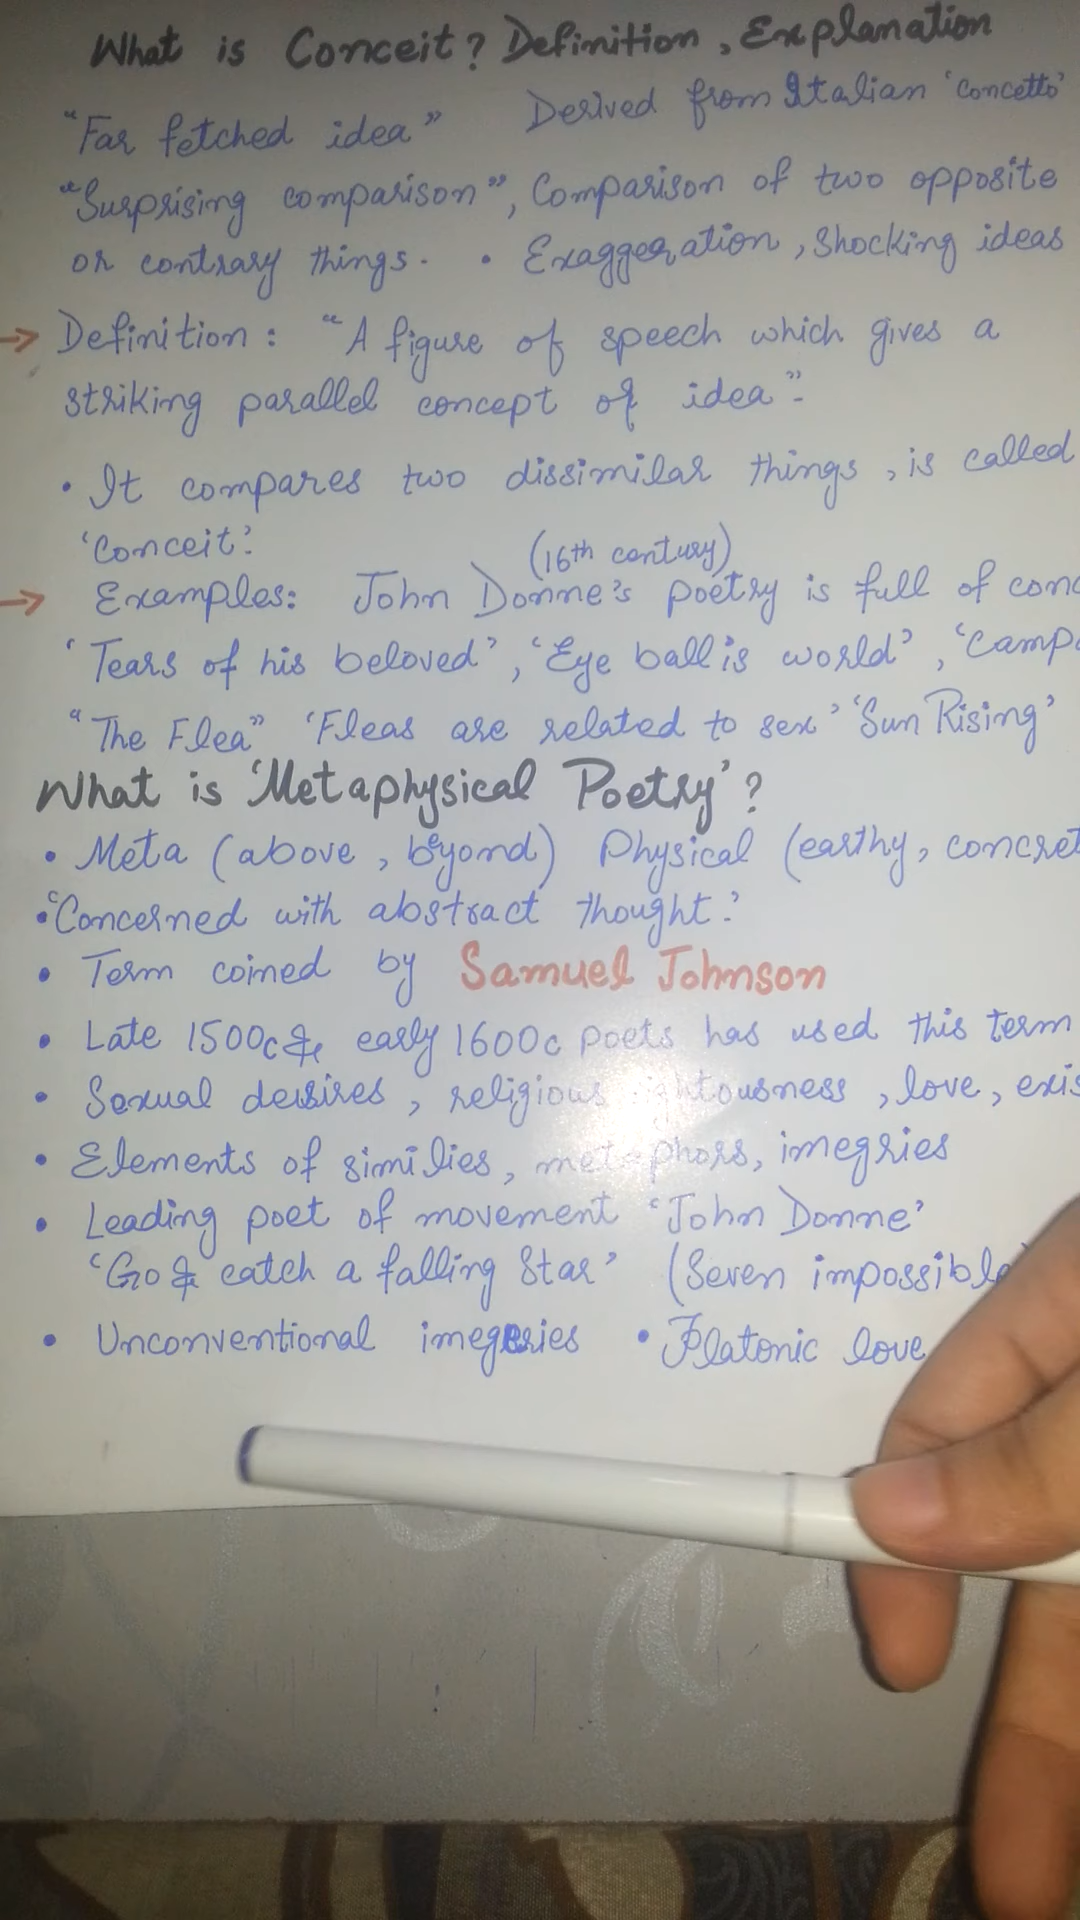 What is Conceit? Definition, Explanation
"Far fetched idea" Derived from Italian 'concetto'
"Surprising comparison", Comparison of two opposite
or contrary things. • Exaggeration, Shocking ideas
→ Definition: "A figure of speech which gives a
striking parallel concept of idea".
• It compares two dissimilar things, is called
'Conceit'.
(16th century)
→ Examples: John Donne's poetry is full of conc
'Tears of his beloved', 'Eye ball is world', 'Camp
"The Flea" 'Fleas are related to sex' 'Sun Rising'
What is 'Metaphysical Poetry'?
• Meta (above, beyond) Physical (earthy, concret
• 'Concerned with abstract thought.'
• Term coined by Samuel Johnson
• Late 1500c & early 1600c poets has used this term
• Sexual desires, religious rightousness, love, exis
• Elements of similies, metaphors, imegries
• Leading poet of movement 'John Donne'
'Go & catch a falling Star' (Seven impossible
• Unconventional imegeries • Platonic love